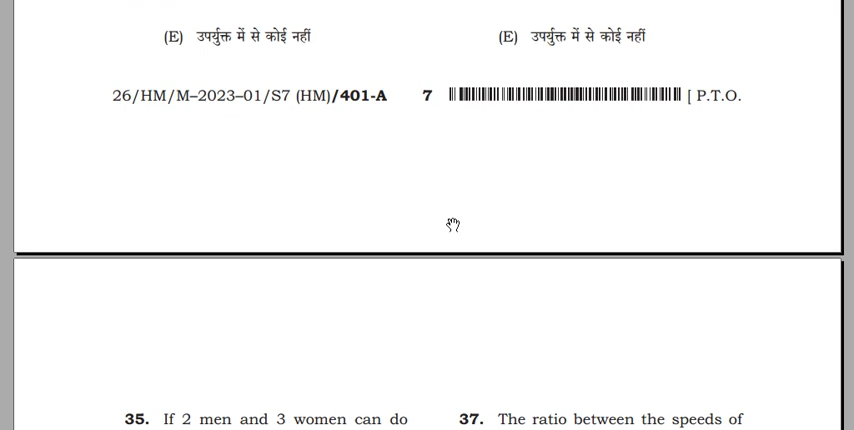 (E) उपर्युक्त में से कोई नहीं
(E) उपर्युक्त में से कोई नहीं
26/HM/M–2023–01/S7 (HM)/401-A 7 [ P.T.O.
35. If 2 men and 3 women can do
37. The ratio between the speeds of